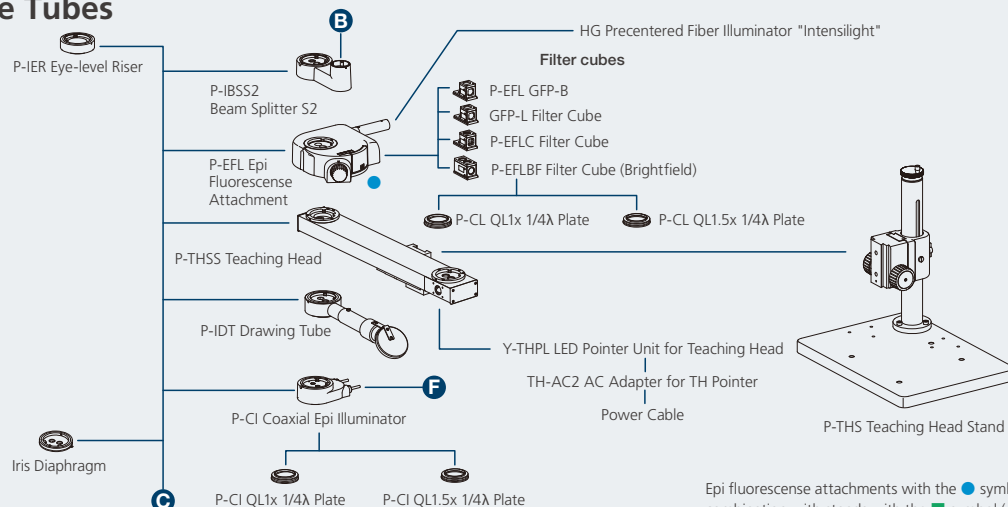 Tubes
B
HG Precentered Fiber Illuminator "Intensilight"
P-IER Eye-level Riser
Filter cubes
P-IBSS2
Beam Splitter S2
P-EFL GFP-B
GFP-L Filter Cube
P-EFLC Filter Cube
P-EFLBF Filter Cube (Brightfield)
P-EFL Epi
Fluorescense
Attachment
P-CL QL1x 1/4λ Plate
P-CL QL1.5x 1/4λ Plate
P-THSS Teaching Head
P-IDT Drawing Tube
Y-THPL LED Pointer Unit for Teaching Head
TH-AC2 AC Adapter for TH Pointer
Power Cable
P-THS Teaching Head Stand
F
P-CI Coaxial Epi Illuminator
Iris Diaphragm
C
P-CI QL1x 1/4λ Plate
P-CI QL1.5x 1/4λ Plate
Epi fluorescense attachments with the